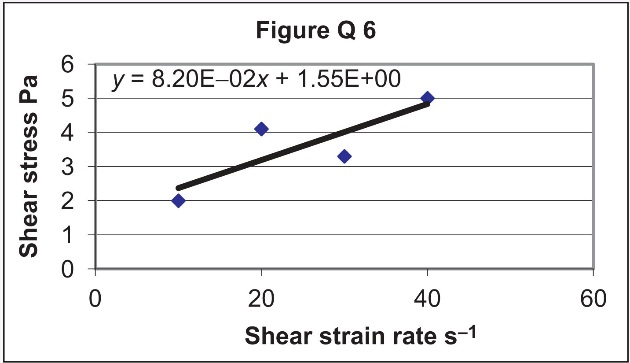 Figure Q 6
y = 8.20E–02x + 1.55E+00
6
5
4
3
2
1
0
Shear stress Pa
0 20 40 60
Shear strain rate s–1